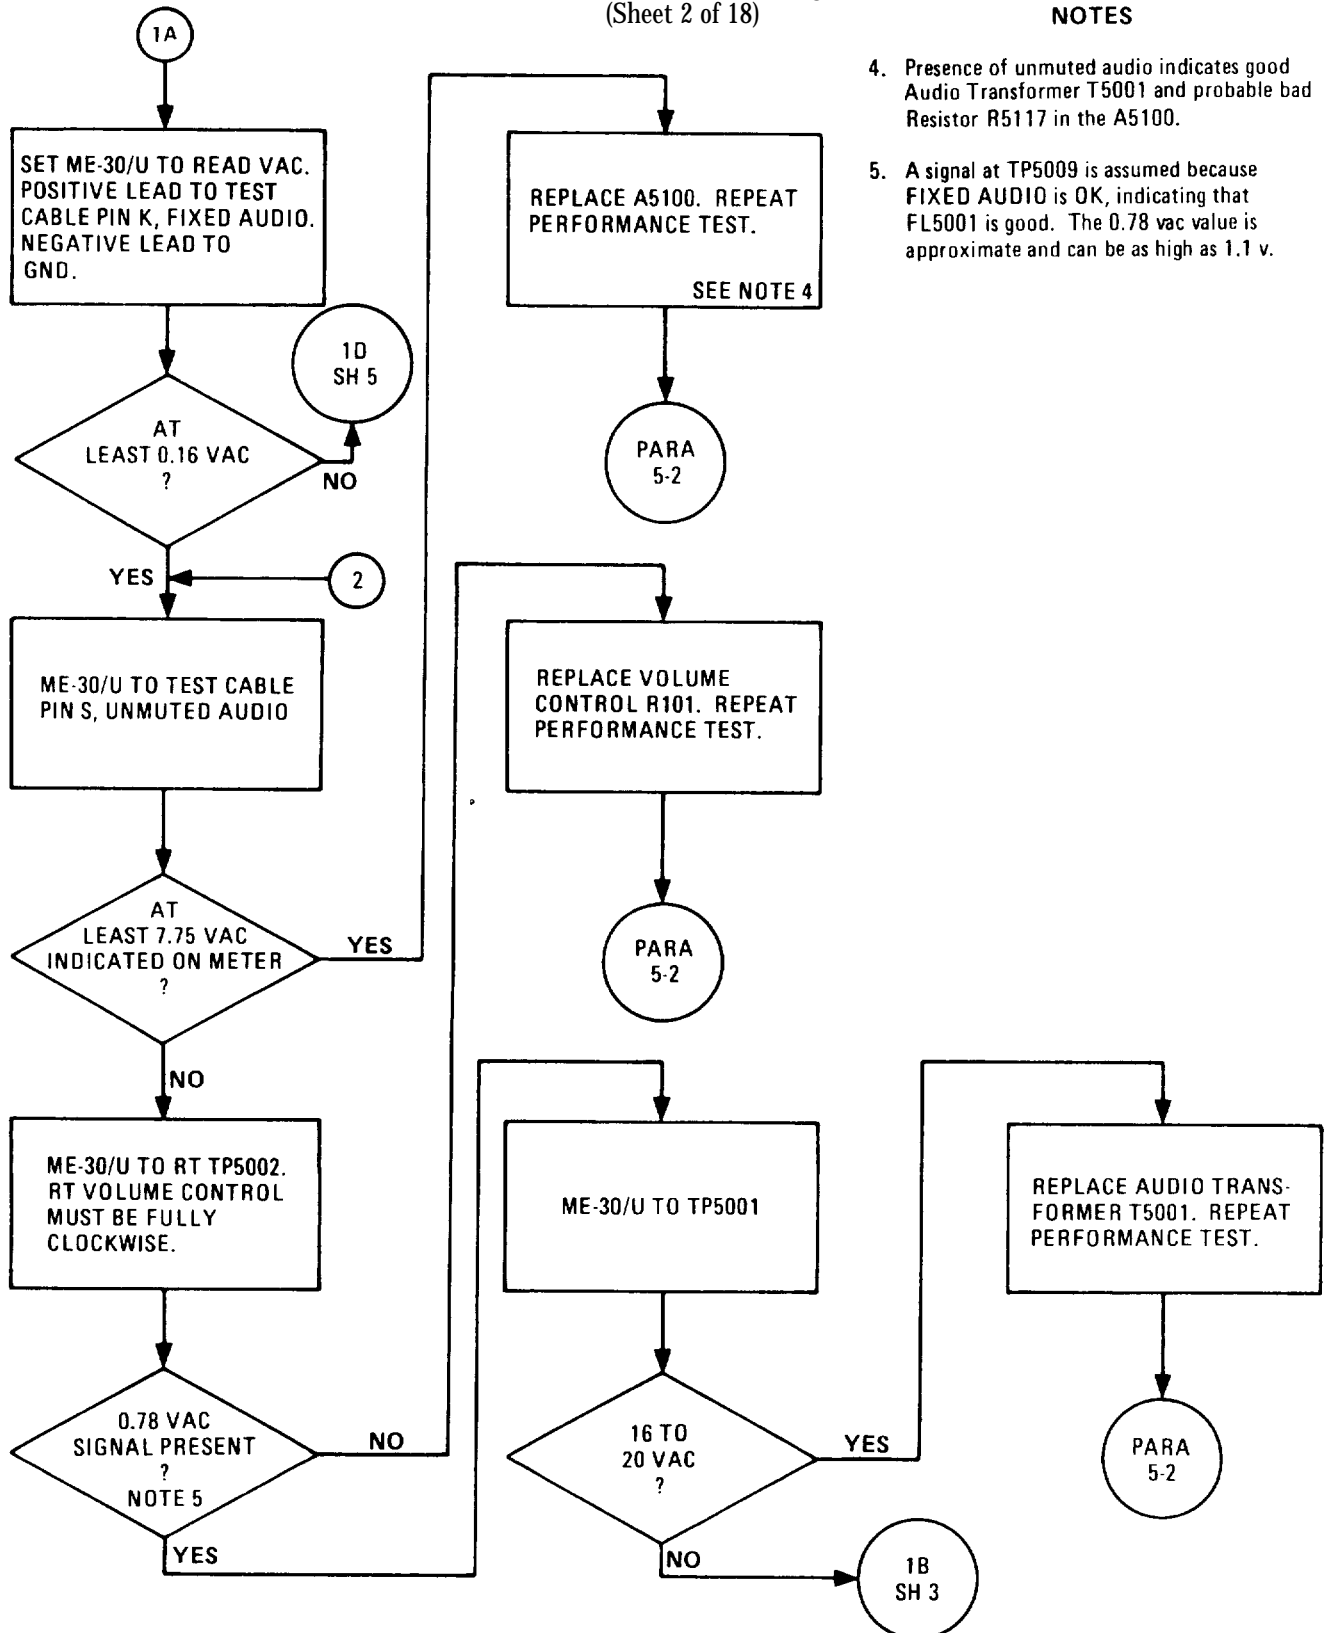 (Sheet 2 of 18)
NOTES
4. Presence of unmuted audio indicates good
Audio Transformer T5001 and probable bad
Resistor R5117 in the A5100.
5. A signal at TP5009 is assumed because
FIXED AUDIO is OK, indicating that
FL5001 is good. The 0.78 vac value is
approximate and can be as high as 1.1 v.
1A
SET ME-30/U TO READ VAC.
POSITIVE LEAD TO TEST
CABLE PIN K, FIXED AUDIO.
NEGATIVE LEAD TO
GND.
AT
LEAST 0.16 VAC
?
NO
1D
SH 5
YES
2
ME-30/U TO TEST CABLE
PIN S, UNMUTED AUDIO
AT
LEAST 7.75 VAC
INDICATED ON METER
?
YES
REPLACE A5100. REPEAT
PERFORMANCE TEST.
SEE NOTE 4
PARA
5-2
NO
ME-30/U TO RT TP5002.
RT VOLUME CONTROL
MUST BE FULLY
CLOCKWISE.
0.78 VAC
SIGNAL PRESENT
?
NOTE 5
NO
REPLACE VOLUME
CONTROL R101. REPEAT
PERFORMANCE TEST.
PARA
5-2
YES
ME-30/U TO TP5001
16 TO
20 VAC
?
YES
REPLACE AUDIO TRANS-
FORMER T5001. REPEAT
PERFORMANCE TEST.
PARA
5-2
NO
1B
SH 3